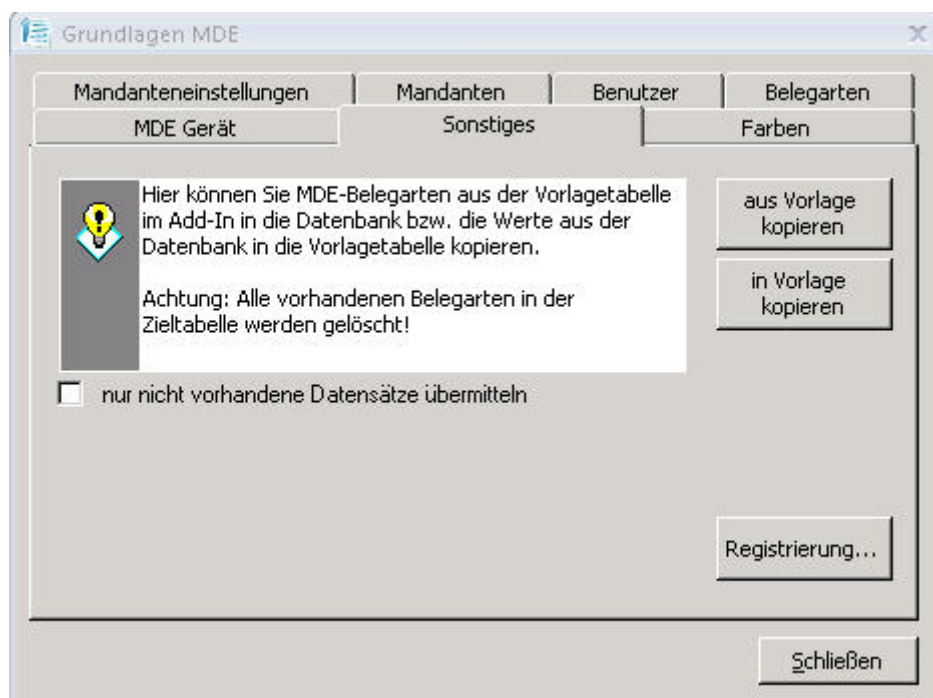 Grundlagen MDE
Mandanteneinstellungen
Mandanten
Benutzer
Belegarten
MDE Gerät
Sonstiges
Farben
Hier können Sie MDE-Belegarten aus der Vorlagetabelle
im Add-In in die Datenbank bzw. die Werte aus der
Datenbank in die Vorlagetabelle kopieren.
Achtung: Alle vorhandenen Belegarten in der
Zieltabelle werden gelöscht!
aus Vorlage
kopieren
in Vorlage
kopieren
nur nicht vorhandene Datensätze übermitteln
Registrierung...
Schließen